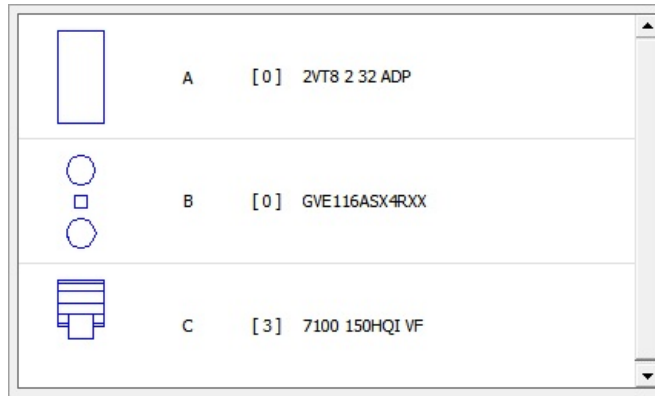 A [0] 2VT8 2 32 ADP
B [0] GVE116ASX4RXX
C [3] 7100 150HQI VF